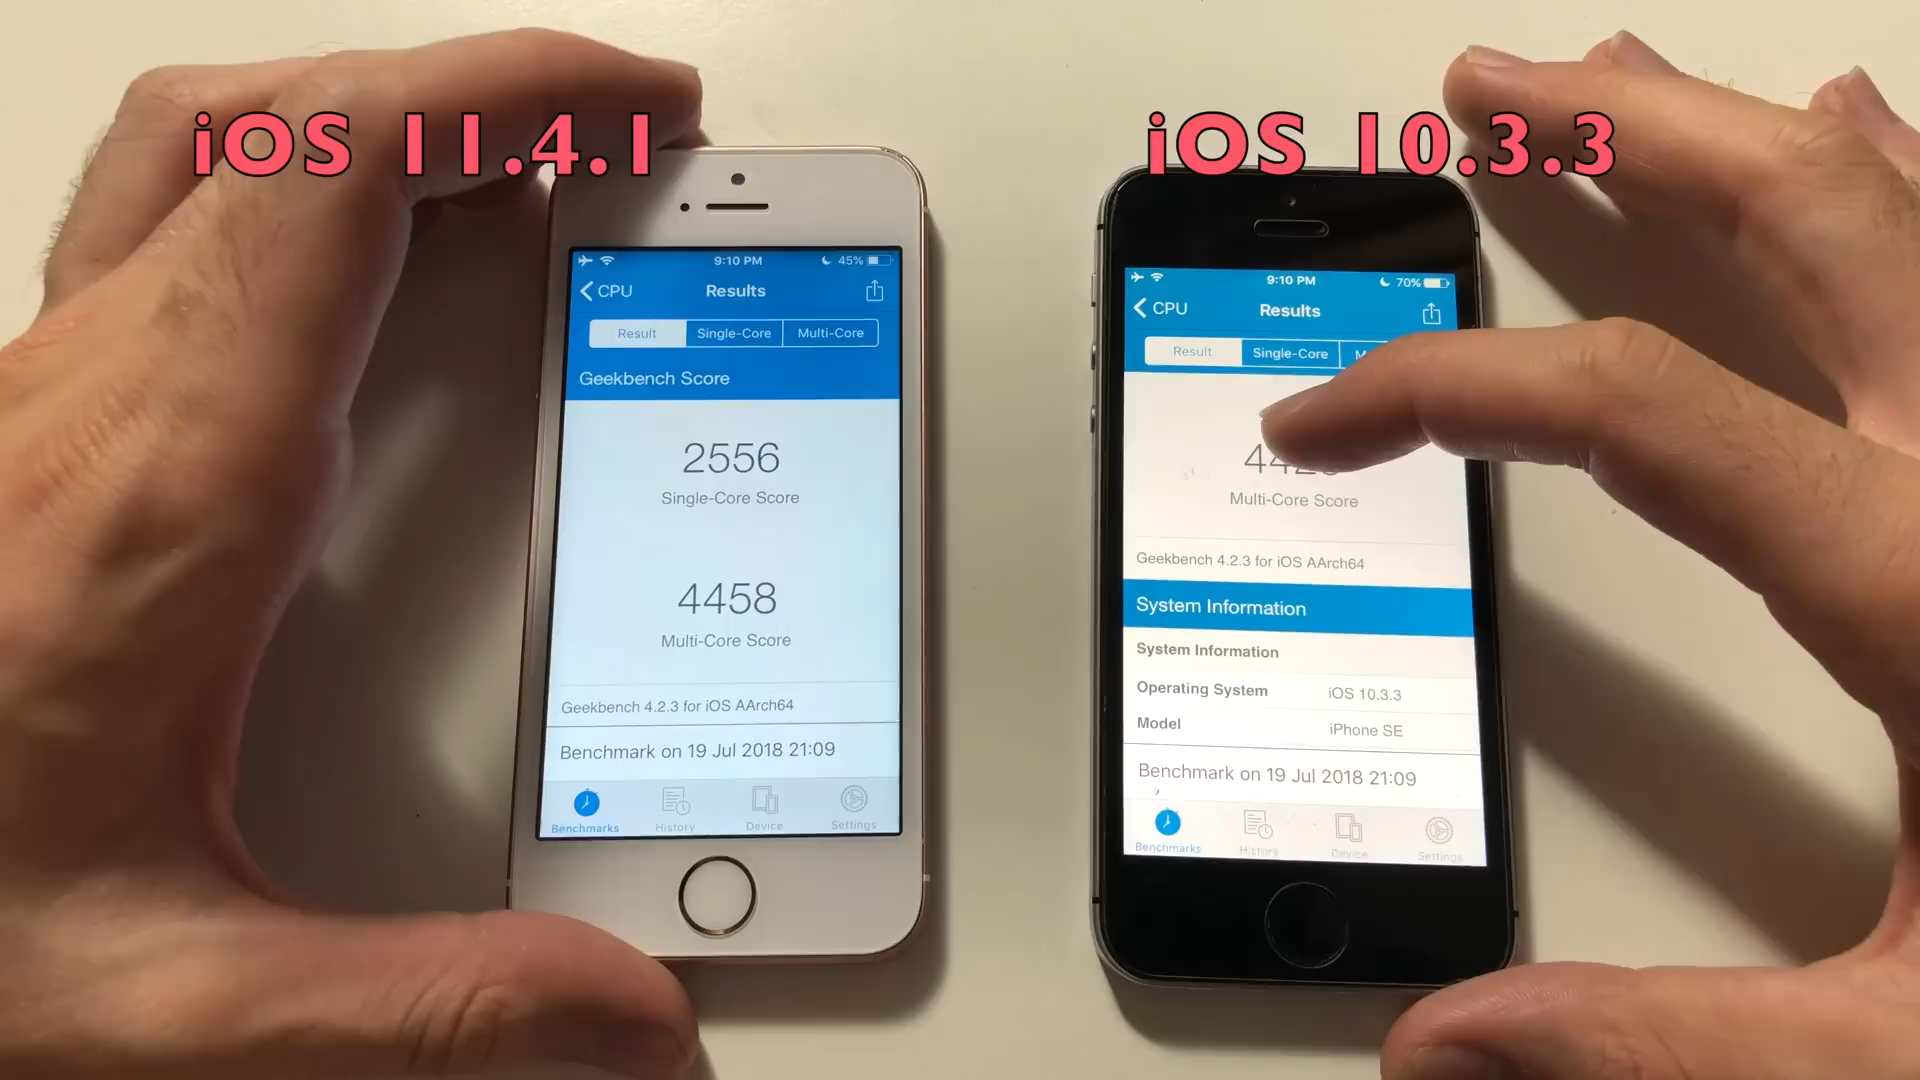 iOS 11.4.1
iOS 10.3.3
9:10 PM
45%
CPU
Results
Result
Single-Core
Multi-Core
Geekbench Score
2556
Single-Core Score
4458
Multi-Core Score
Geekbench 4.2.3 for iOS AArch64
Benchmark on 19 Jul 2018 21:09
Benchmarks
History
Device
Settings
9:10 PM
70%
CPU
Results
Result
Single-Core
Multi-Core Score
Geekbench 4.2.3 for iOS AArch64
System Information
System Information
Operating System iOS 10.3.3
Model iPhone SE
Benchmark on 19 Jul 2018 21:09
Benchmarks
History
Device
Settings